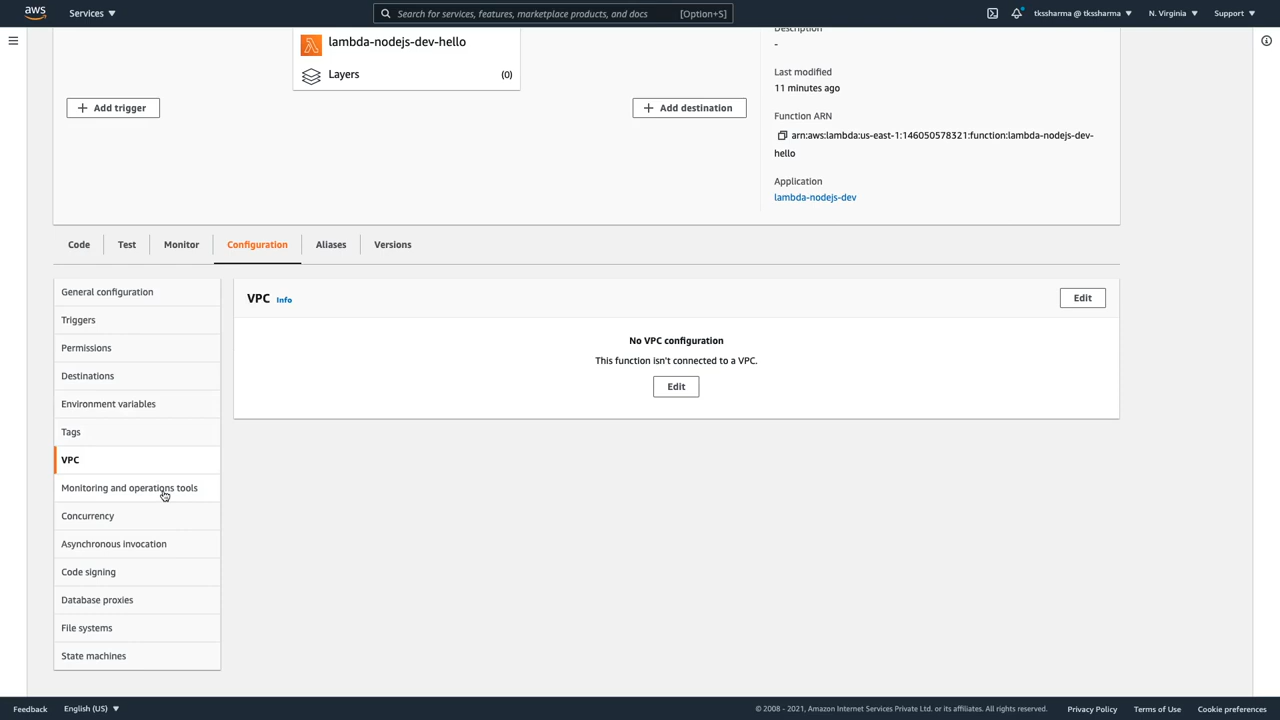 aws
Services
Search for services, features, marketplace products, and docs
[Option+S]
tkssharma @ tkssharma
N. Virginia
Support
lambda-nodejs-dev-hello
Layers
(0)
Add trigger
Add destination
Description
-
Last modified
11 minutes ago
Function ARN
arn:aws:lambda:us-east-1:146050578321:function:lambda-nodejs-dev-
hello
Application
lambda-nodejs-dev
Code
Test
Monitor
Configuration
Aliases
Versions
General configuration
Triggers
Permissions
Destinations
Environment variables
Tags
VPC
Monitoring and operations tools
Concurrency
Asynchronous invocation
Code signing
Database proxies
File systems
State machines
VPC Info
Edit
No VPC configuration
This function isn't connected to a VPC.
Edit
Feedback
English (US)
© 2008 - 2021, Amazon Internet Services Private Ltd. or its affiliates. All rights reserved.
Privacy Policy
Terms of Use
Cookie preferences